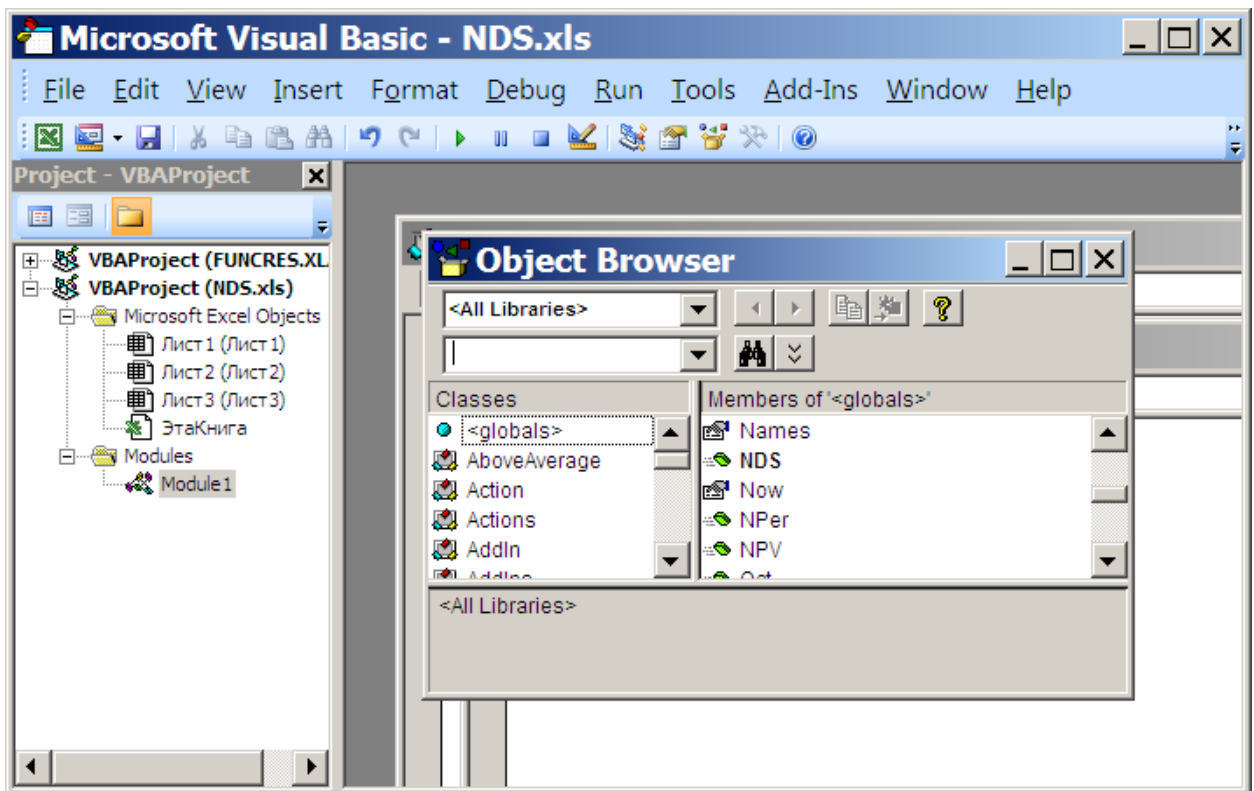 Microsoft Visual Basic - NDS.xls
File Edit View Insert Format Debug Run Tools Add-Ins Window Help
Project - VBAProject
VBAProject (FUNCRES.XL
VBAProject (NDS.xls)
Microsoft Excel Objects
Лист1 (Лист1)
Лист2 (Лист2)
Лист3 (Лист3)
ЭтаКнига
Modules
Module1
Object Browser
<All Libraries>
Classes
<globals>
AboveAverage
Action
Actions
AddIn
AddIns
Members of '<globals>'
Names
NDS
Now
NPer
NPV
Oct
<All Libraries>